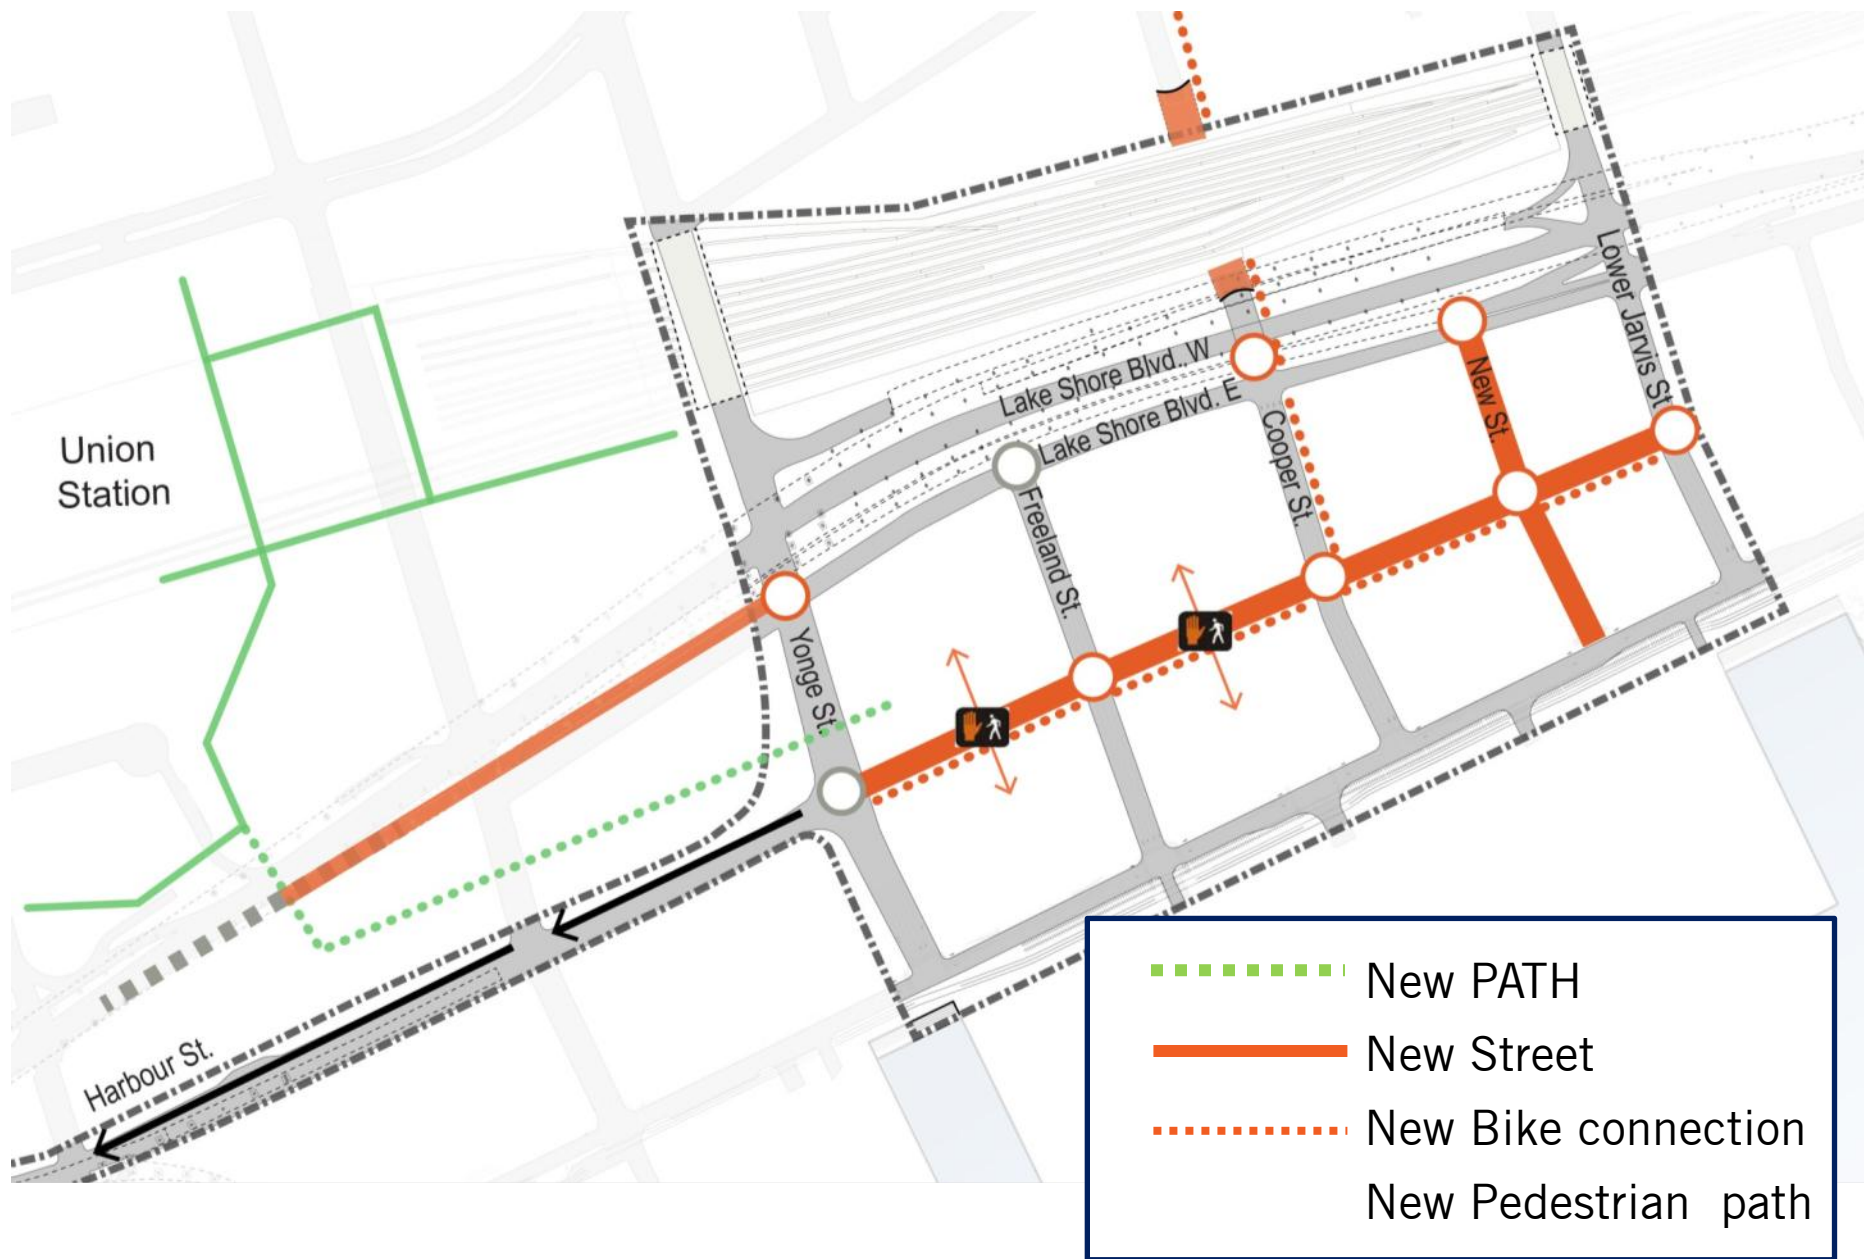 Union
Station
Lake Shore Blvd. W
Lake Shore Blvd. E
Lower Jarvis St.
New St.
Cooper St.
Freeland St.
Yonge St.
Harbour St.
New PATH
New Street
New Bike connection
New Pedestrian path